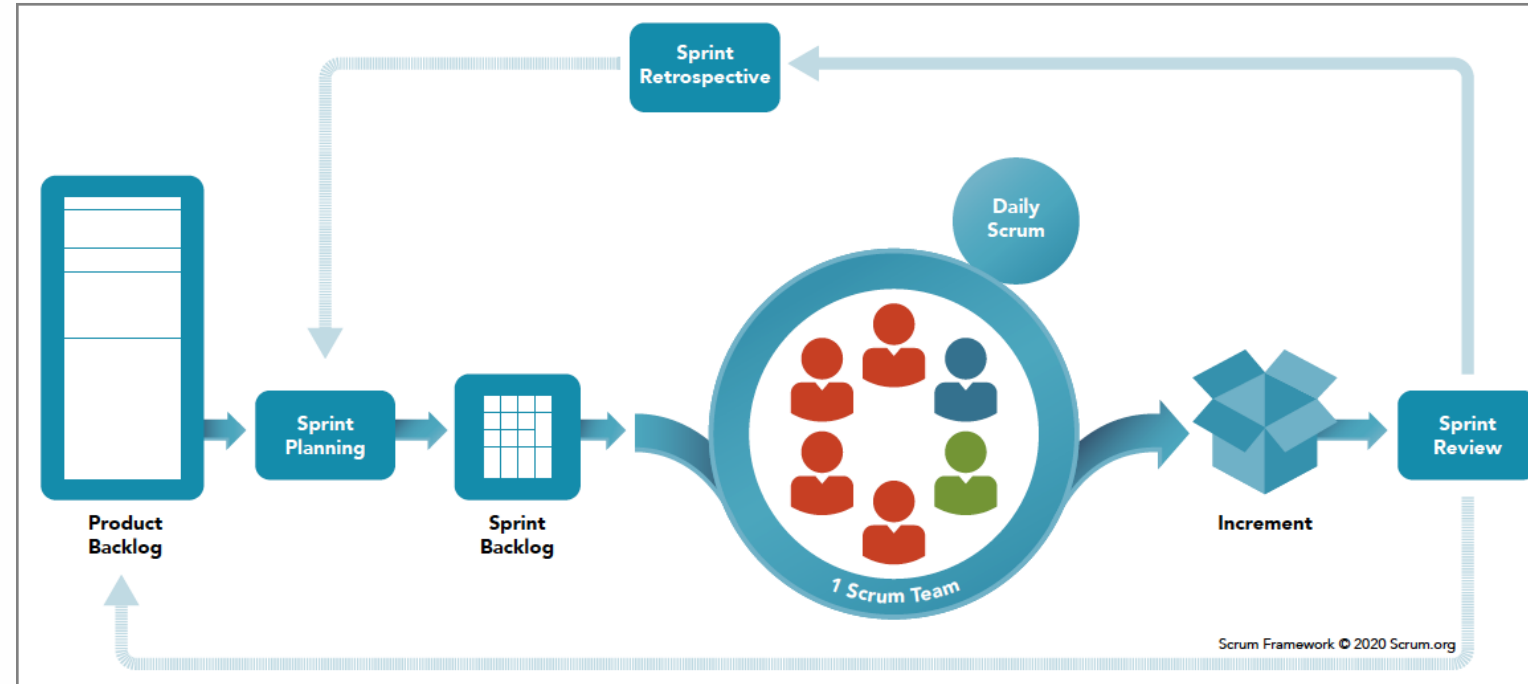 Sprint
Retrospective
Daily
Scrum
Sprint
Planning
Sprint
Review
Product
Backlog
Sprint
Backlog
Increment
1 Scrum Team
Scrum Framework © 2020 Scrum.org